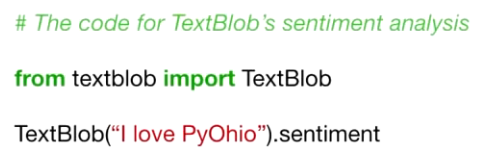 # The code for TextBlob’s sentiment analysis
from textblob import TextBlob
TextBlob(“I love PyOhio”).sentiment